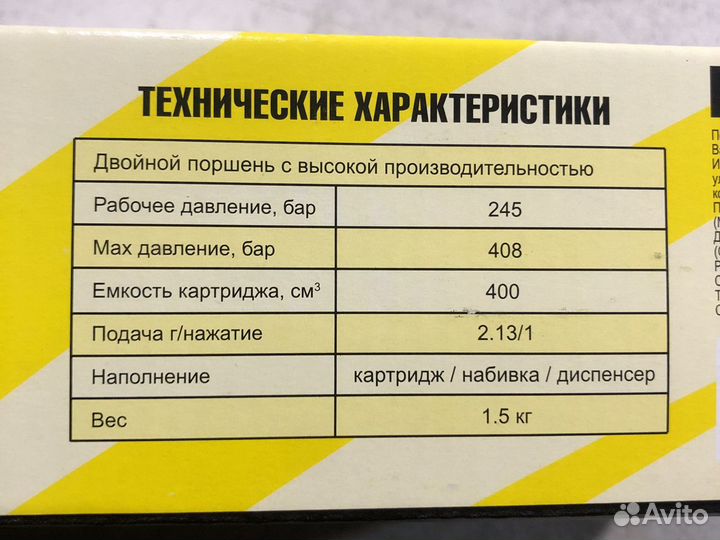 ТЕХНИЧЕСКИЕ ХАРАКТЕРИСТИКИ
Двойной поршень с высокой производительностью
Рабочее давление, бар 245
Мах давление, бар 408
Емкость картриджа, см³ 400
Подача г/нажатие 2.13/1
Наполнение картридж / набивка / диспенсер
Вес 1.5 кг
Avito